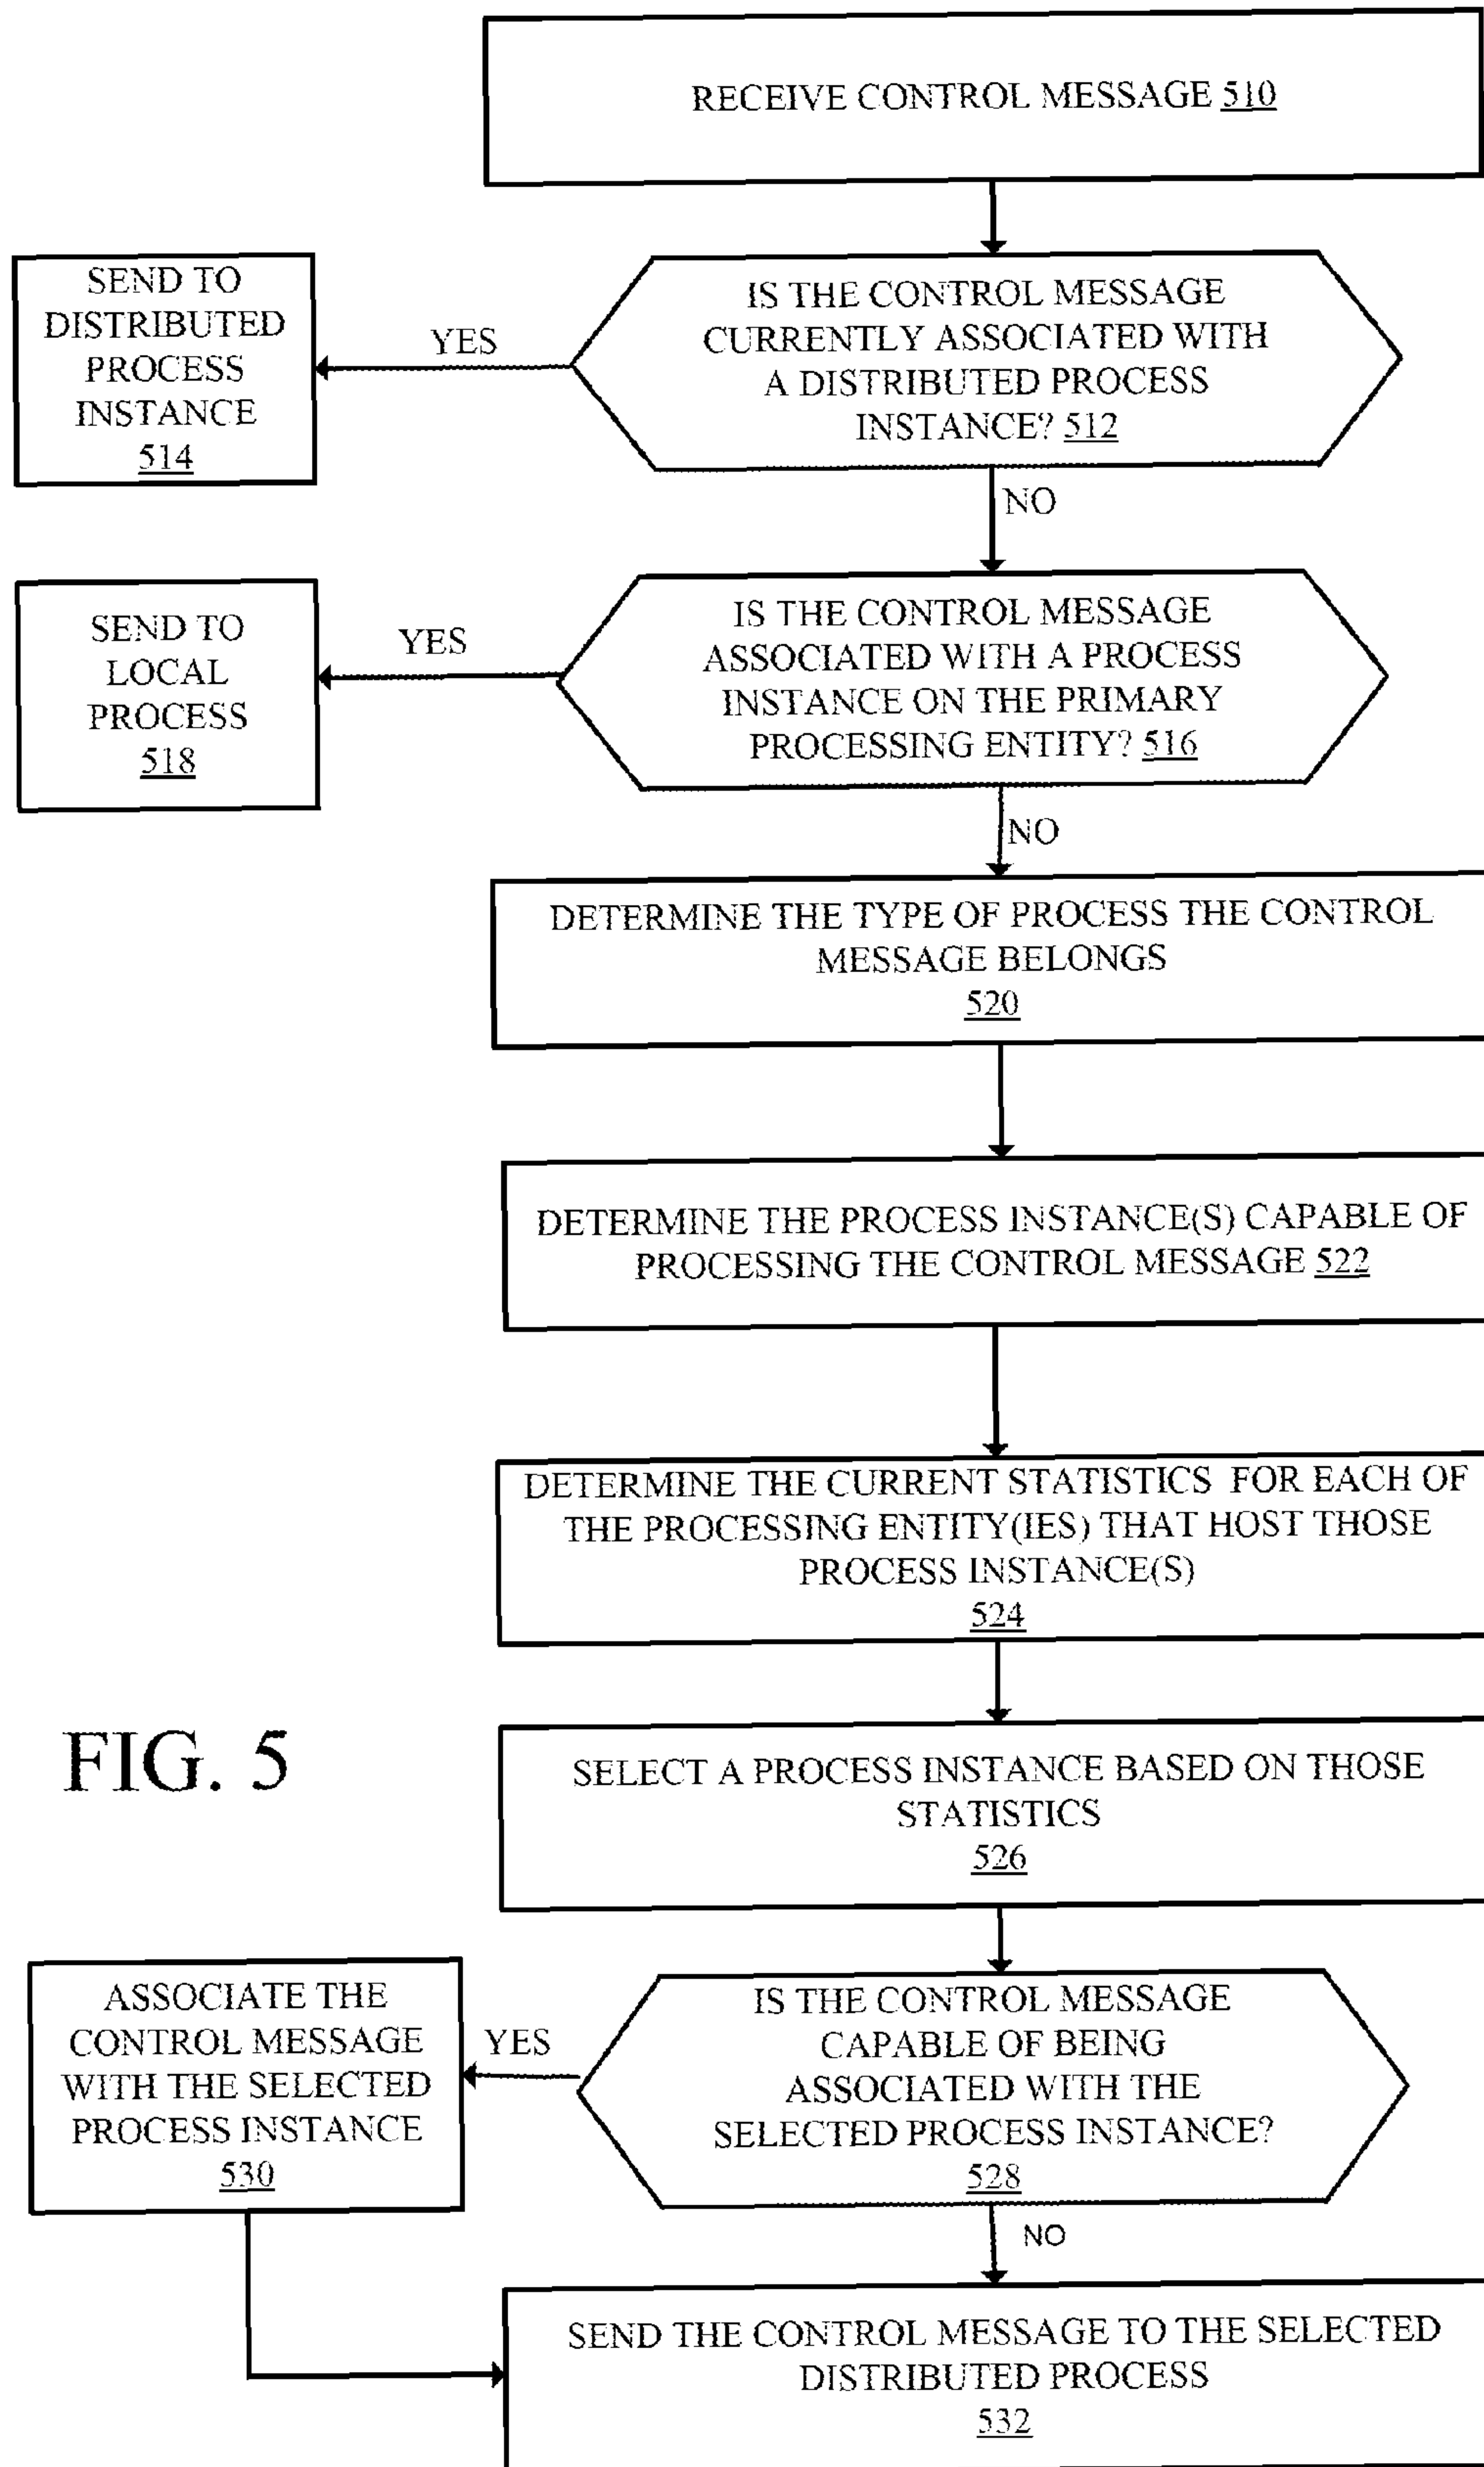 RECEIVE CONTROL MESSAGE 510
SEND TO
DISTRIBUTED
PROCESS
INSTANCE
514
YES
IS THE CONTROL MESSAGE
CURRENTLY ASSOCIATED WITH
A DISTRIBUTED PROCESS
INSTANCE? 512
NO
SEND TO
LOCAL
PROCESS
518
YES
IS THE CONTROL MESSAGE
ASSOCIATED WITH A PROCESS
INSTANCE ON THE PRIMARY
PROCESSING ENTITY? 516
NO
DETERMINE THE TYPE OF PROCESS THE CONTROL
MESSAGE BELONGS
520
DETERMINE THE PROCESS INSTANCE(S) CAPABLE OF
PROCESSING THE CONTROL MESSAGE 522
DETERMINE THE CURRENT STATISTICS FOR EACH OF
THE PROCESSING ENTITY(IES) THAT HOST THOSE
PROCESS INSTANCE(S)
524
FIG. 5
SELECT A PROCESS INSTANCE BASED ON THOSE
STATISTICS
526
ASSOCIATE THE
CONTROL MESSAGE
WITH THE SELECTED
PROCESS INSTANCE
530
YES
IS THE CONTROL MESSAGE
CAPABLE OF BEING
ASSOCIATED WITH THE
SELECTED PROCESS INSTANCE?
528
NO
SEND THE CONTROL MESSAGE TO THE SELECTED
DISTRIBUTED PROCESS
532